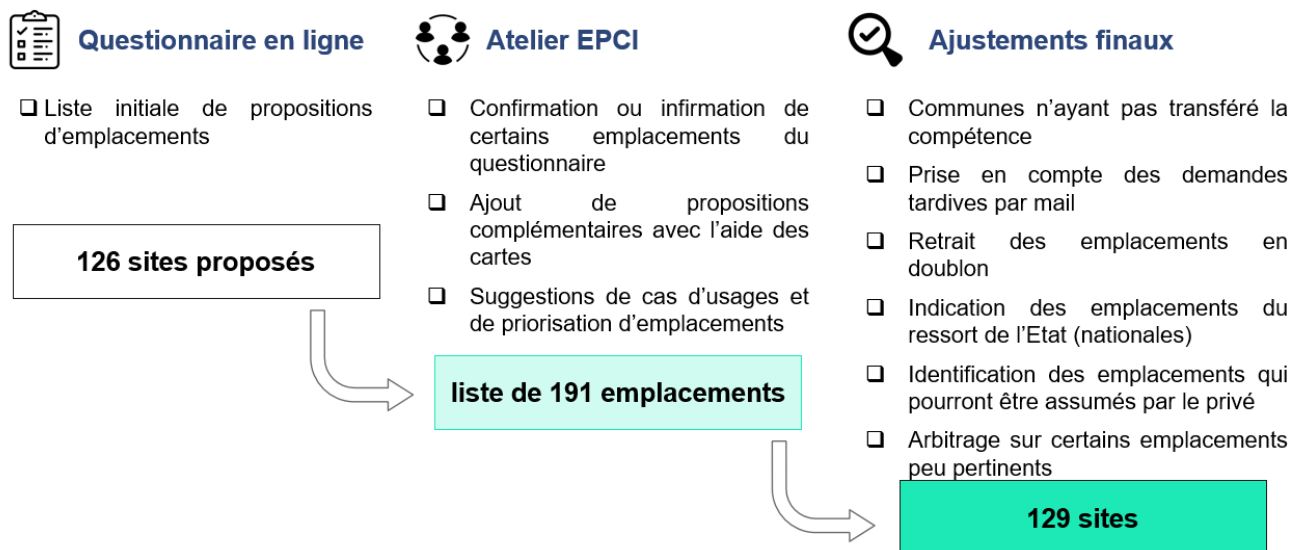 Questionnaire en ligne
Liste initiale de propositions
d'emplacements
126 sites proposés
Atelier EPCI
Confirmation ou infirmation de
certains emplacements du
questionnaire
Ajout de propositions
complémentaires avec l'aide des
cartes
Suggestions de cas d'usages et
de priorisation d'emplacements
liste de 191 emplacements
Ajustements finaux
Communes n'ayant pas transféré la
compétence
Prise en compte des demandes
tardives par mail
Retrait des emplacements en
doublon
Indication des emplacements du
ressort de l'Etat (nationales)
Identification des emplacements qui
pourront être assumés par le privé
Arbitrage sur certains emplacements
peu pertinents
129 sites